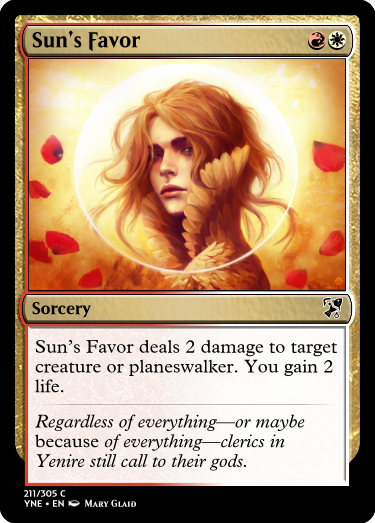 Sun's Favor
Sorcery
Sun's Favor deals 2 damage to target
creature or planeswalker. You gain 2
life.
Regardless of everything—or maybe
because of everything—clerics in
Yenire still call to their gods.
211/305 C
YNE • EN Mary Glaid